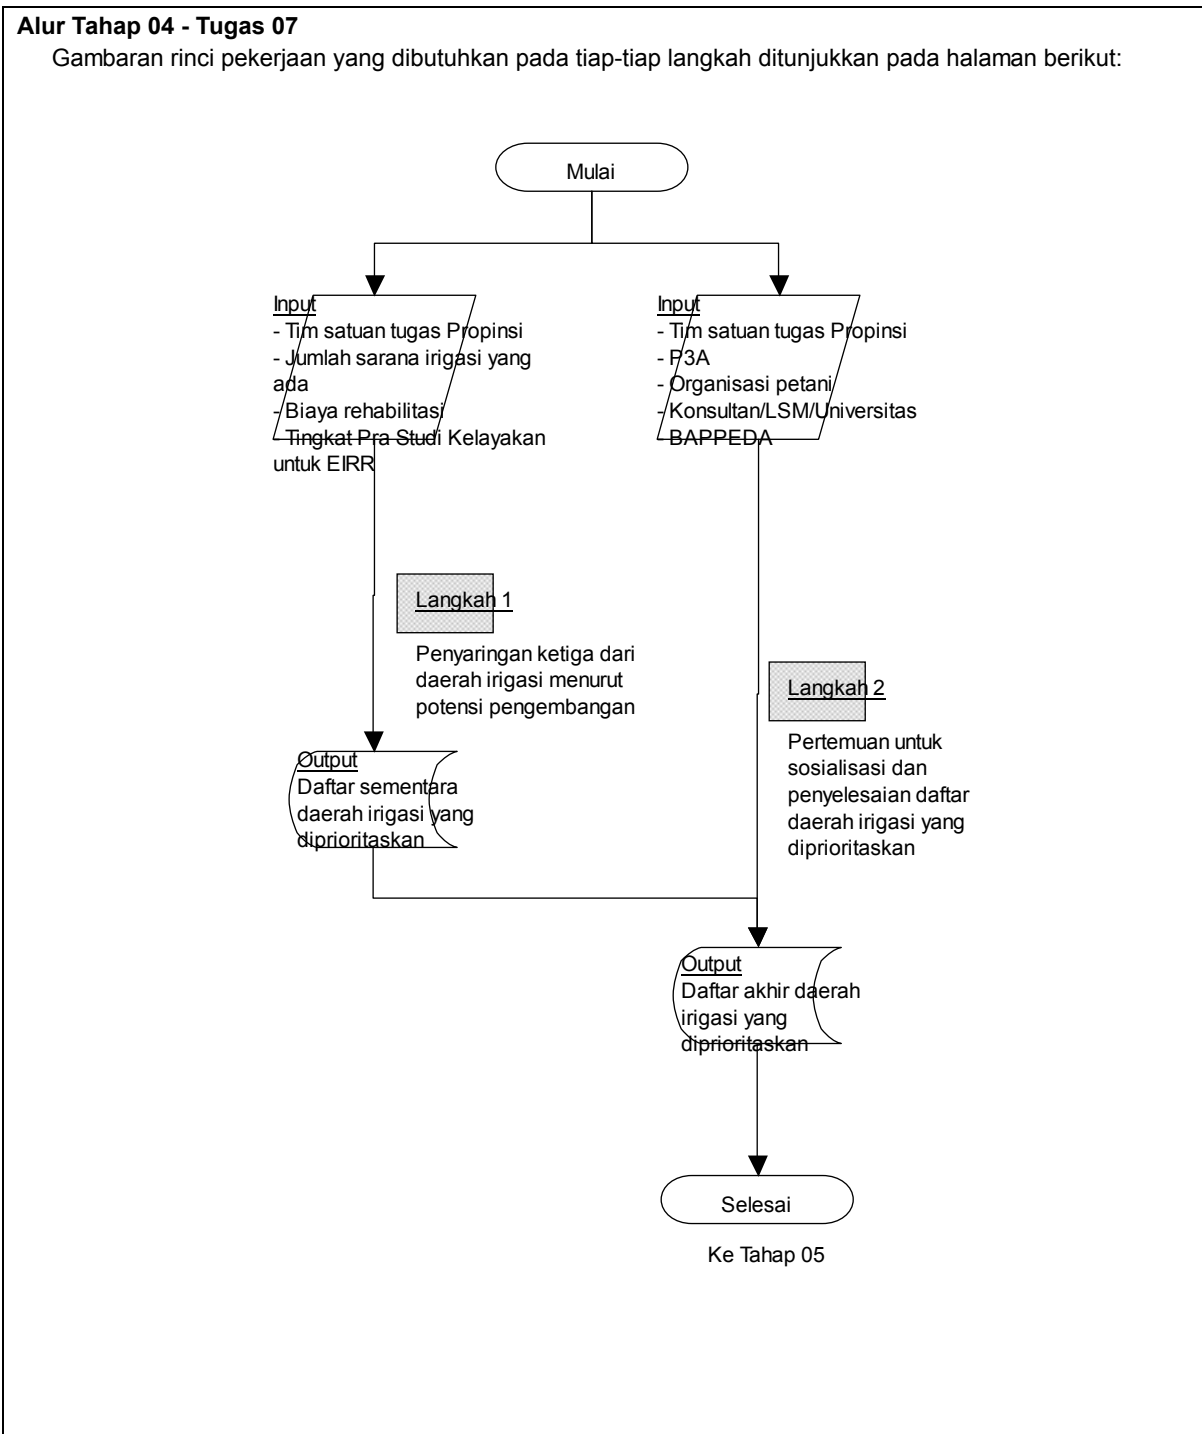 Alur Tahap 04 - Tugas 07
Gambaran rinci pekerjaan yang dibutuhkan pada tiap-tiap langkah ditunjukkan pada halaman berikut:
Mulai
Input
- Tim satuan tugas Propinsi
- Jumlah sarana irigasi yang
ada
- Biaya rehabilitasi
- Tingkat Pra Studi Kelayakan
untuk EIRR
Input
- Tim satuan tugas Propinsi
- P3A
- Organisasi petani
- Konsultan/LSM/Universitas
- BAPPEDA
Langkah 1
Penyaringan ketiga dari
daerah irigasi menurut
potensi pengembangan
Langkah 2
Pertemuan untuk
sosialisasi dan
penyelesaian daftar
daerah irigasi yang
diprioritaskan
Output
Daftar sementara
daerah irigasi yang
diprioritaskan
Output
Daftar akhir daerah
irigasi yang
diprioritaskan
Selesai
Ke Tahap 05